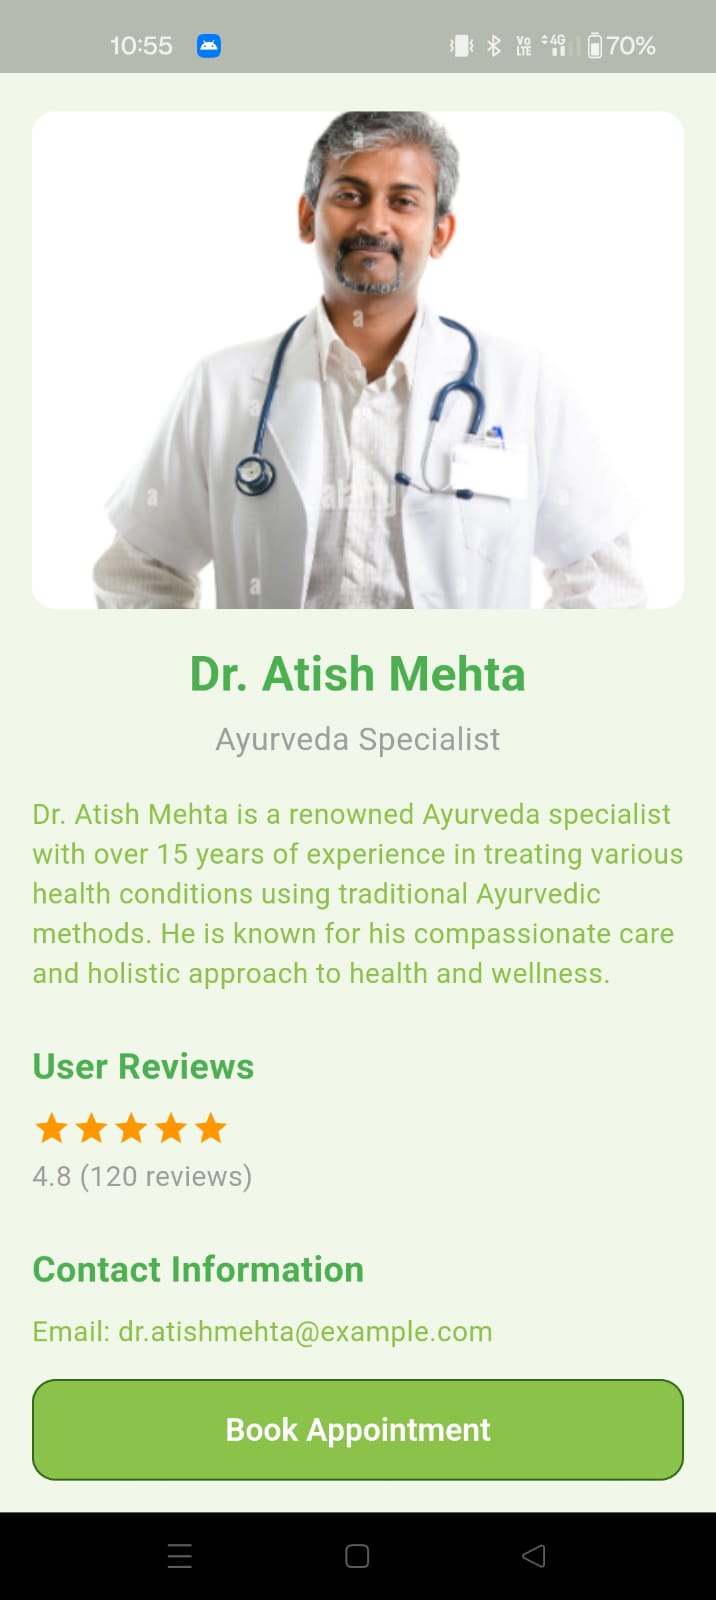 10:55
Vo LTE 4G 70%
a
a
a
a
alamy
a
a
a
Dr. Atish Mehta
Ayurveda Specialist
Dr. Atish Mehta is a renowned Ayurveda specialist
with over 15 years of experience in treating various
health conditions using traditional Ayurvedic
methods. He is known for his compassionate care
and holistic approach to health and wellness.
User Reviews
4.8 (120 reviews)
Contact Information
Email: dr.atishmehta@example.com
Book Appointment